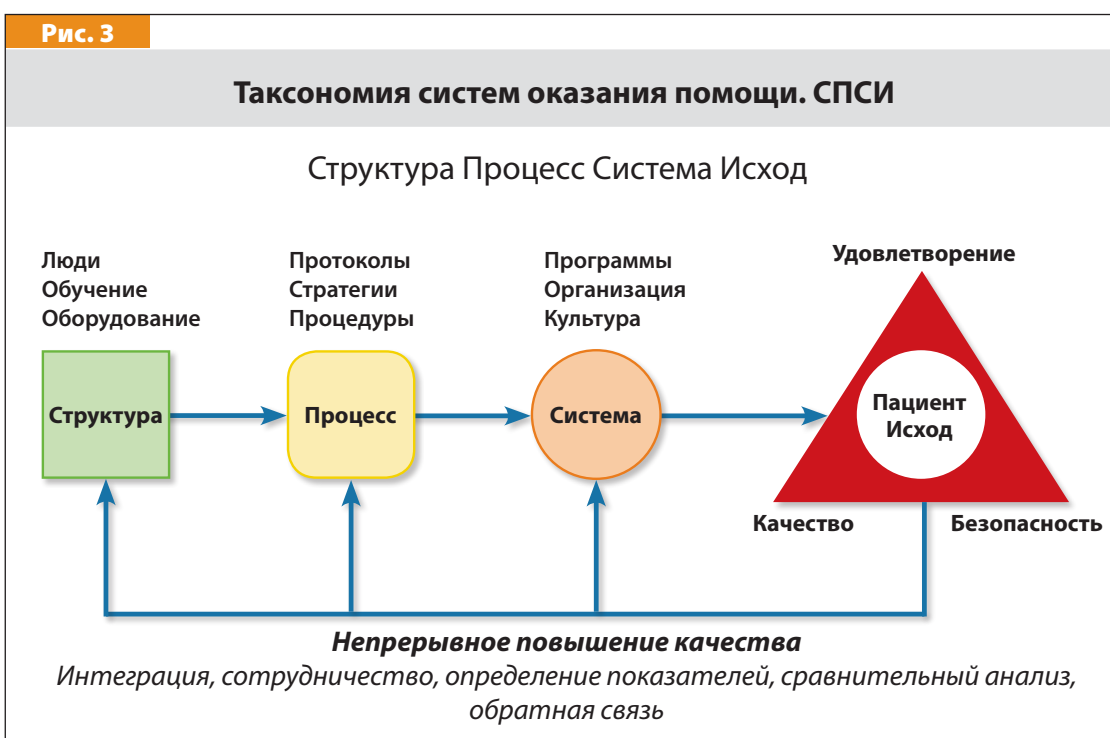 Рис. 3
Таксономия систем оказания помощи. СПСИ
Структура Процесс Система Исход
Люди
Обучение
Оборудование
Протоколы
Стратегии
Процедуры
Программы
Организация
Культура
Удовлетворение
Структура
Процесс
Система
Пациент
Исход
Качество
Безопасность
Непрерывное повышение качества
Интеграция, сотрудничество, определение показателей, сравнительный анализ,
обратная связь